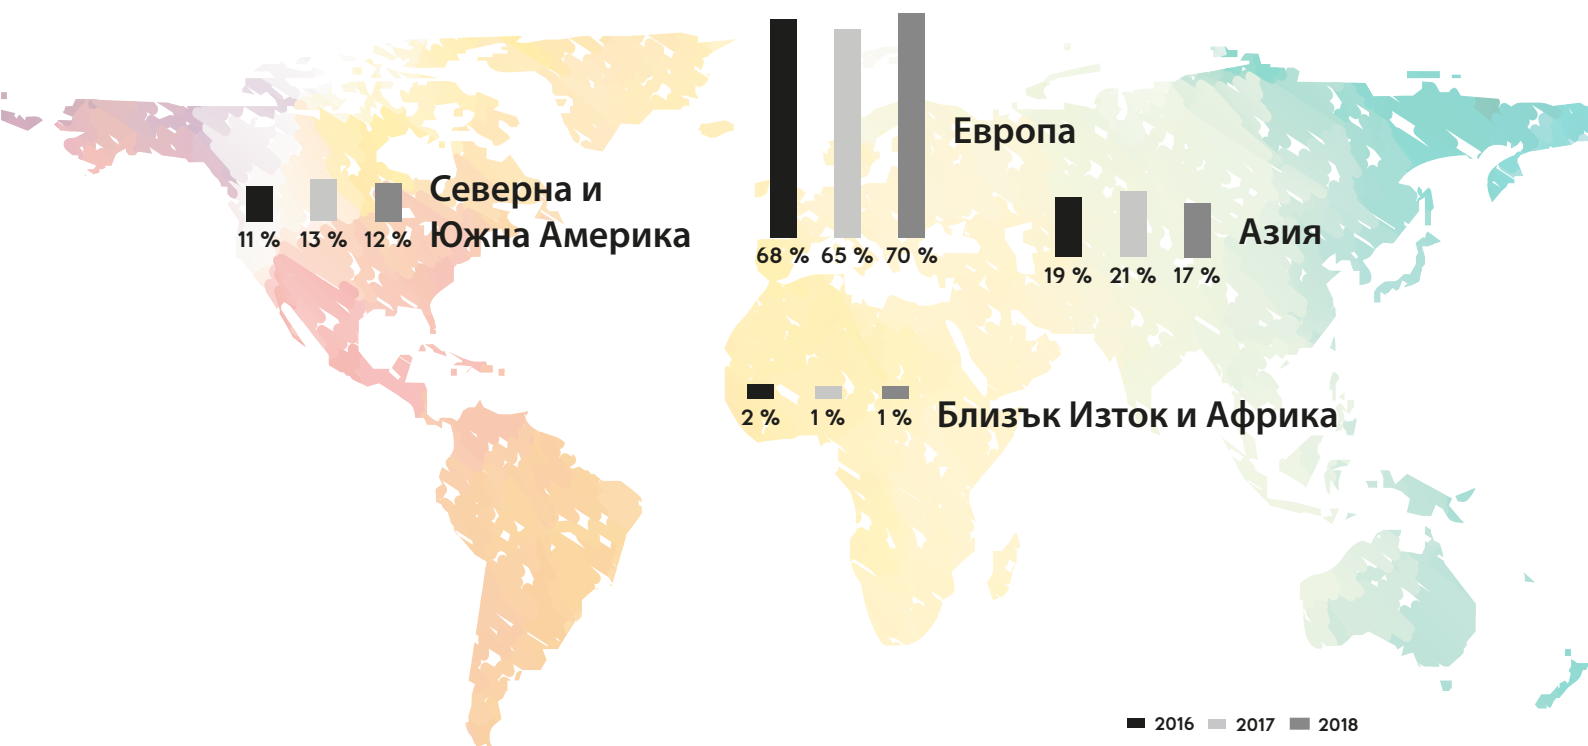 Европа
68 % 65 % 70 %
Северна и
Южна Америка
11 % 13 % 12 %
Азия
19 % 21 % 17 %
Близък Изток и Африка
2 % 1 % 1 %
2016 2017 2018